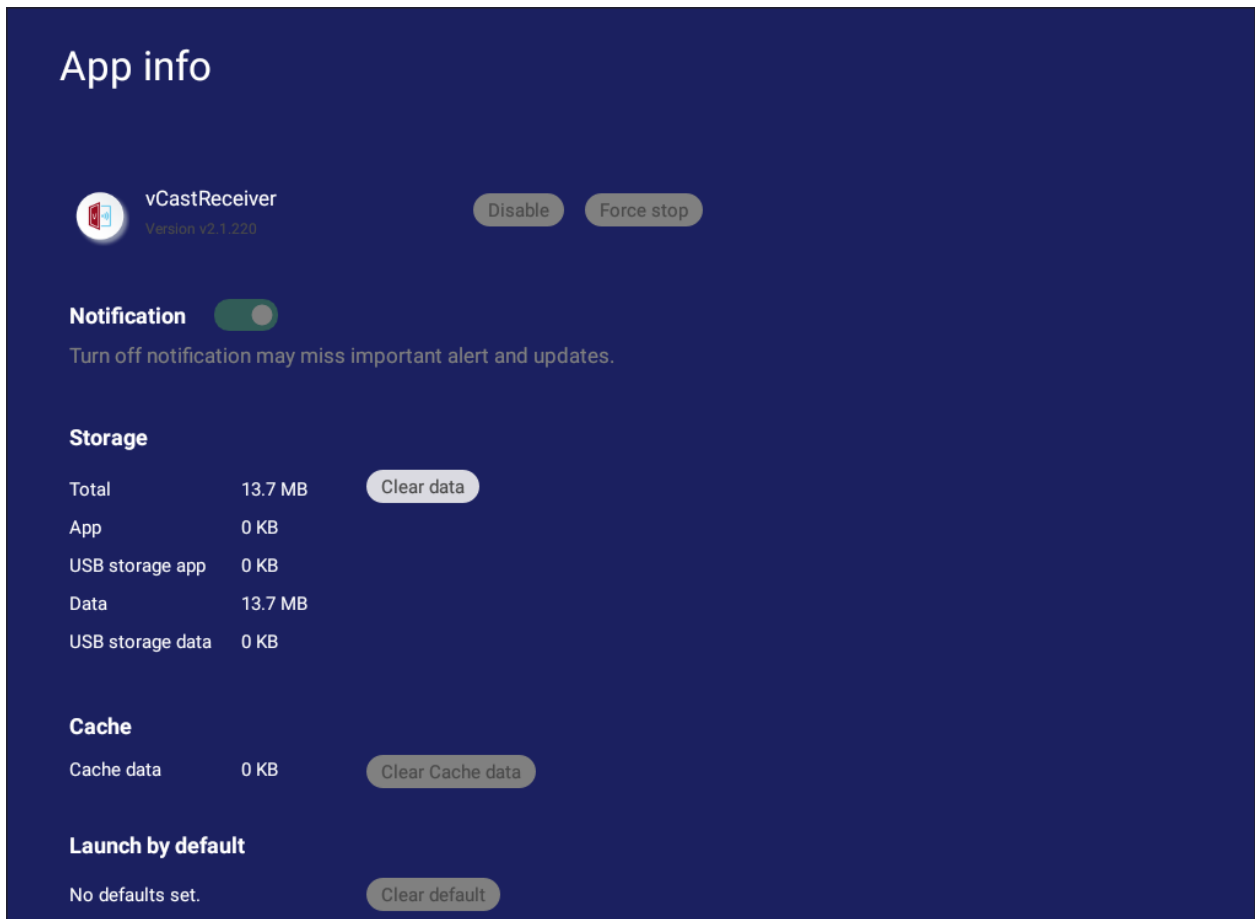 App info
vCastReceiver
Version v2.1.220
Disable
Force stop
Notification
Turn off notification may miss important alert and updates.
Storage
Total 13.7 MB Clear data
App 0 KB
USB storage app 0 KB
Data 13.7 MB
USB storage data 0 KB
Cache
Cache data 0 KB Clear Cache data
Launch by default
No defaults set. Clear default